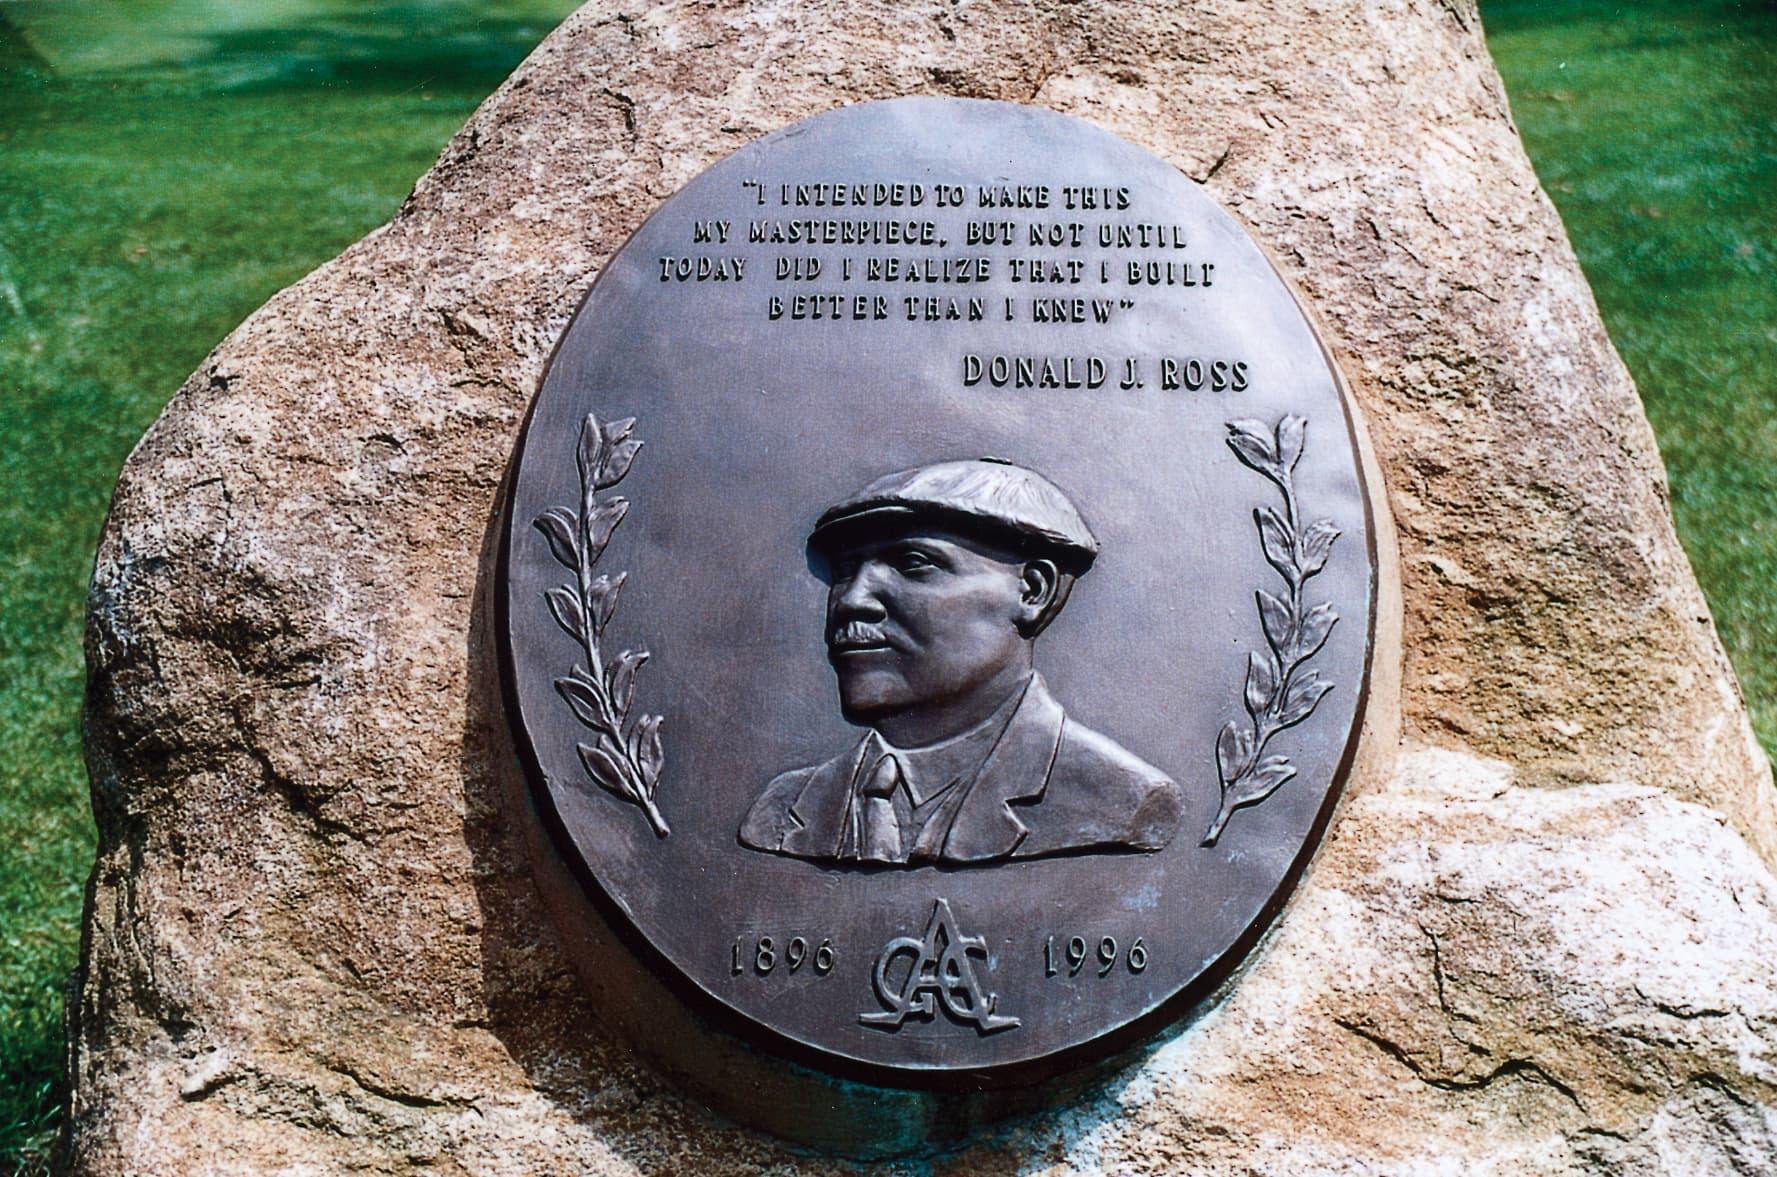 "I INTENDED TO MAKE THIS
MY MASTERPIECE, BUT NOT UNTIL
TODAY DID I REALIZE THAT I BUILT
BETTER THAN I KNEW"
DONALD J. ROSS
1896 1996